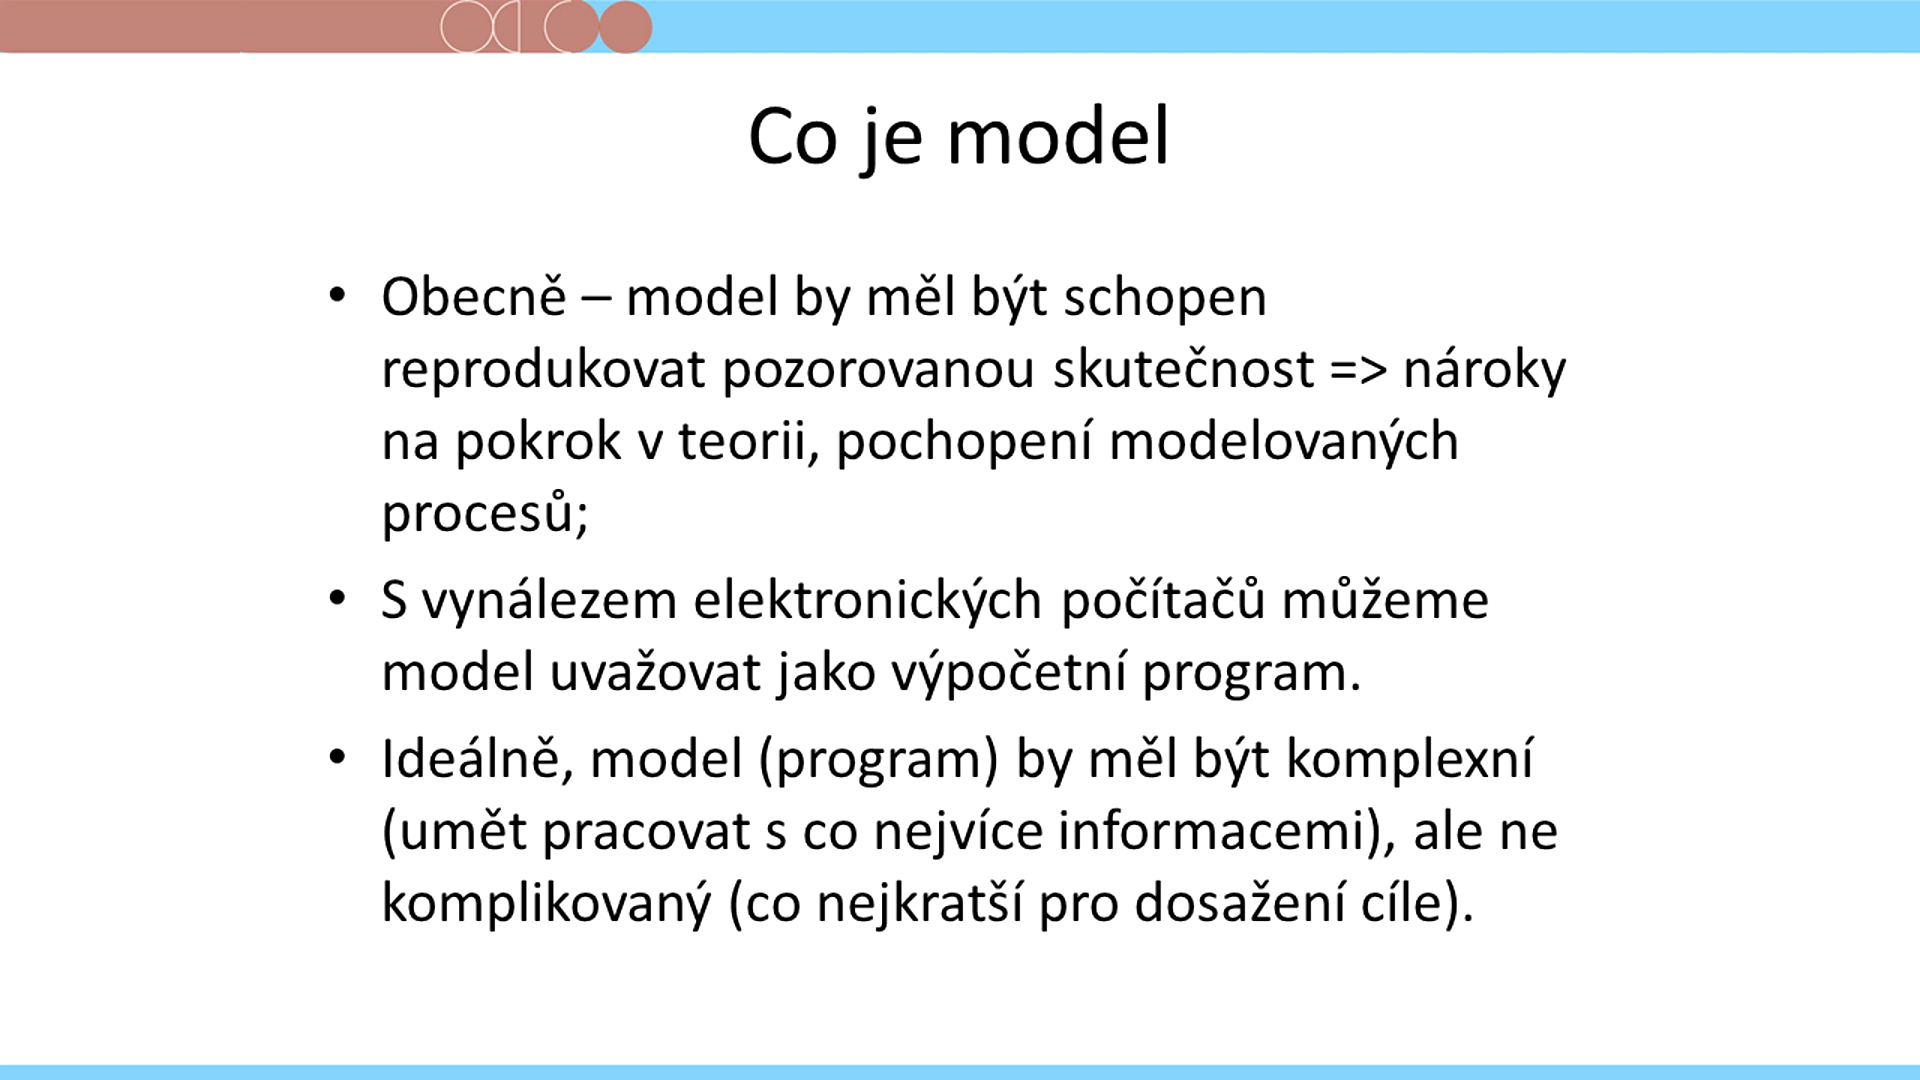 Co je model
• Obecně – model by měl být schopen
reprodukovat pozorovanou skutečnost => nároky
na pokrok v teorii, pochopení modelovaných
procesů;
• S vynálezem elektronických počítačů můžeme
model uvažovat jako výpočetní program.
• Ideálně, model (program) by měl být komplexní
(umět pracovat s co nejvíce informacemi), ale ne
komplikovaný (co nejkratší pro dosažení cíle).